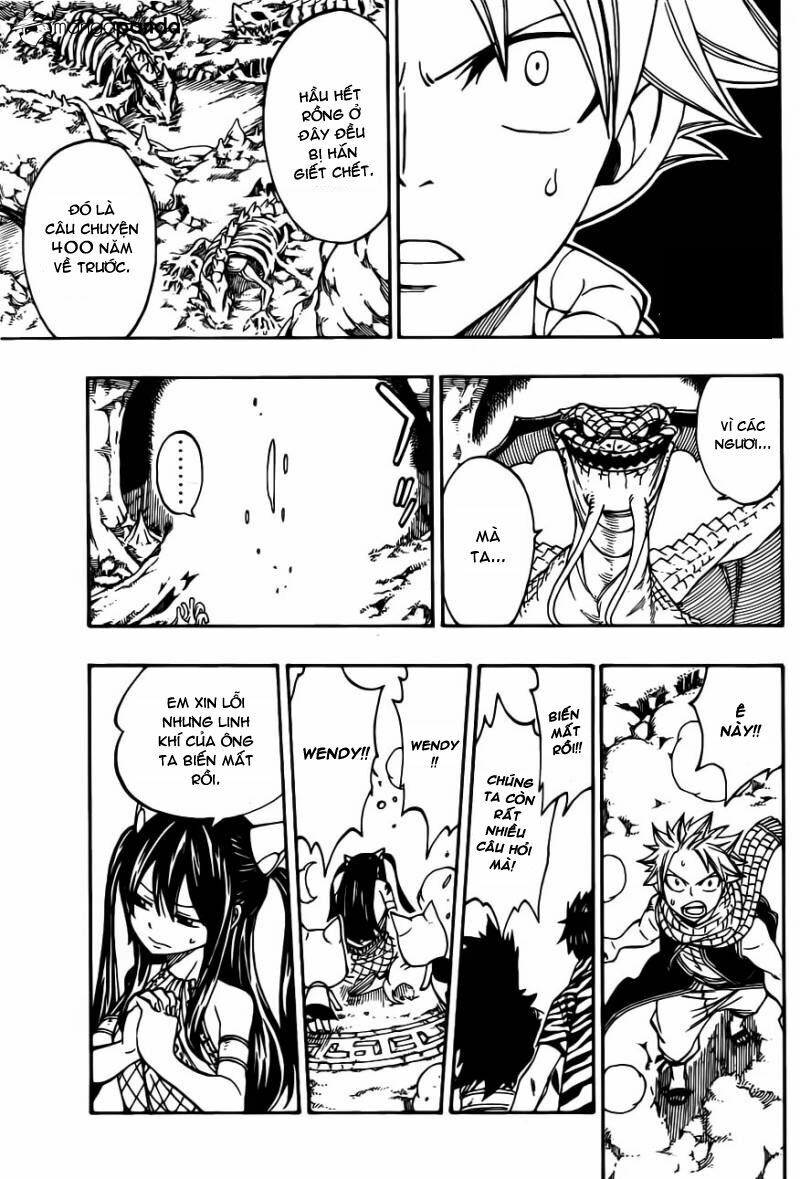 mangapanda
HẦU HẾT
RỒNG Ở
ĐÂY ĐỀU
BỊ HẮN
GIẾT CHẾT.
ĐÓ LÀ
CÂU CHUYỆN
400 NĂM
VỀ TRƯỚC.
VÌ CÁC
NGƯƠI...
MÀ
TA...
.......
Ê
NÀY!!
BIẾN
MẤT
RỒI!!
CHÚNG
TA CÒN
RẤT
NHIỀU
CÂU HỎI
MÀ!
WENDY
!!
WENDY!!
EM XIN LỖI
NHƯNG LINH
KHÍ CỦA ÔNG
TA BIẾN MẤT
RỒI.